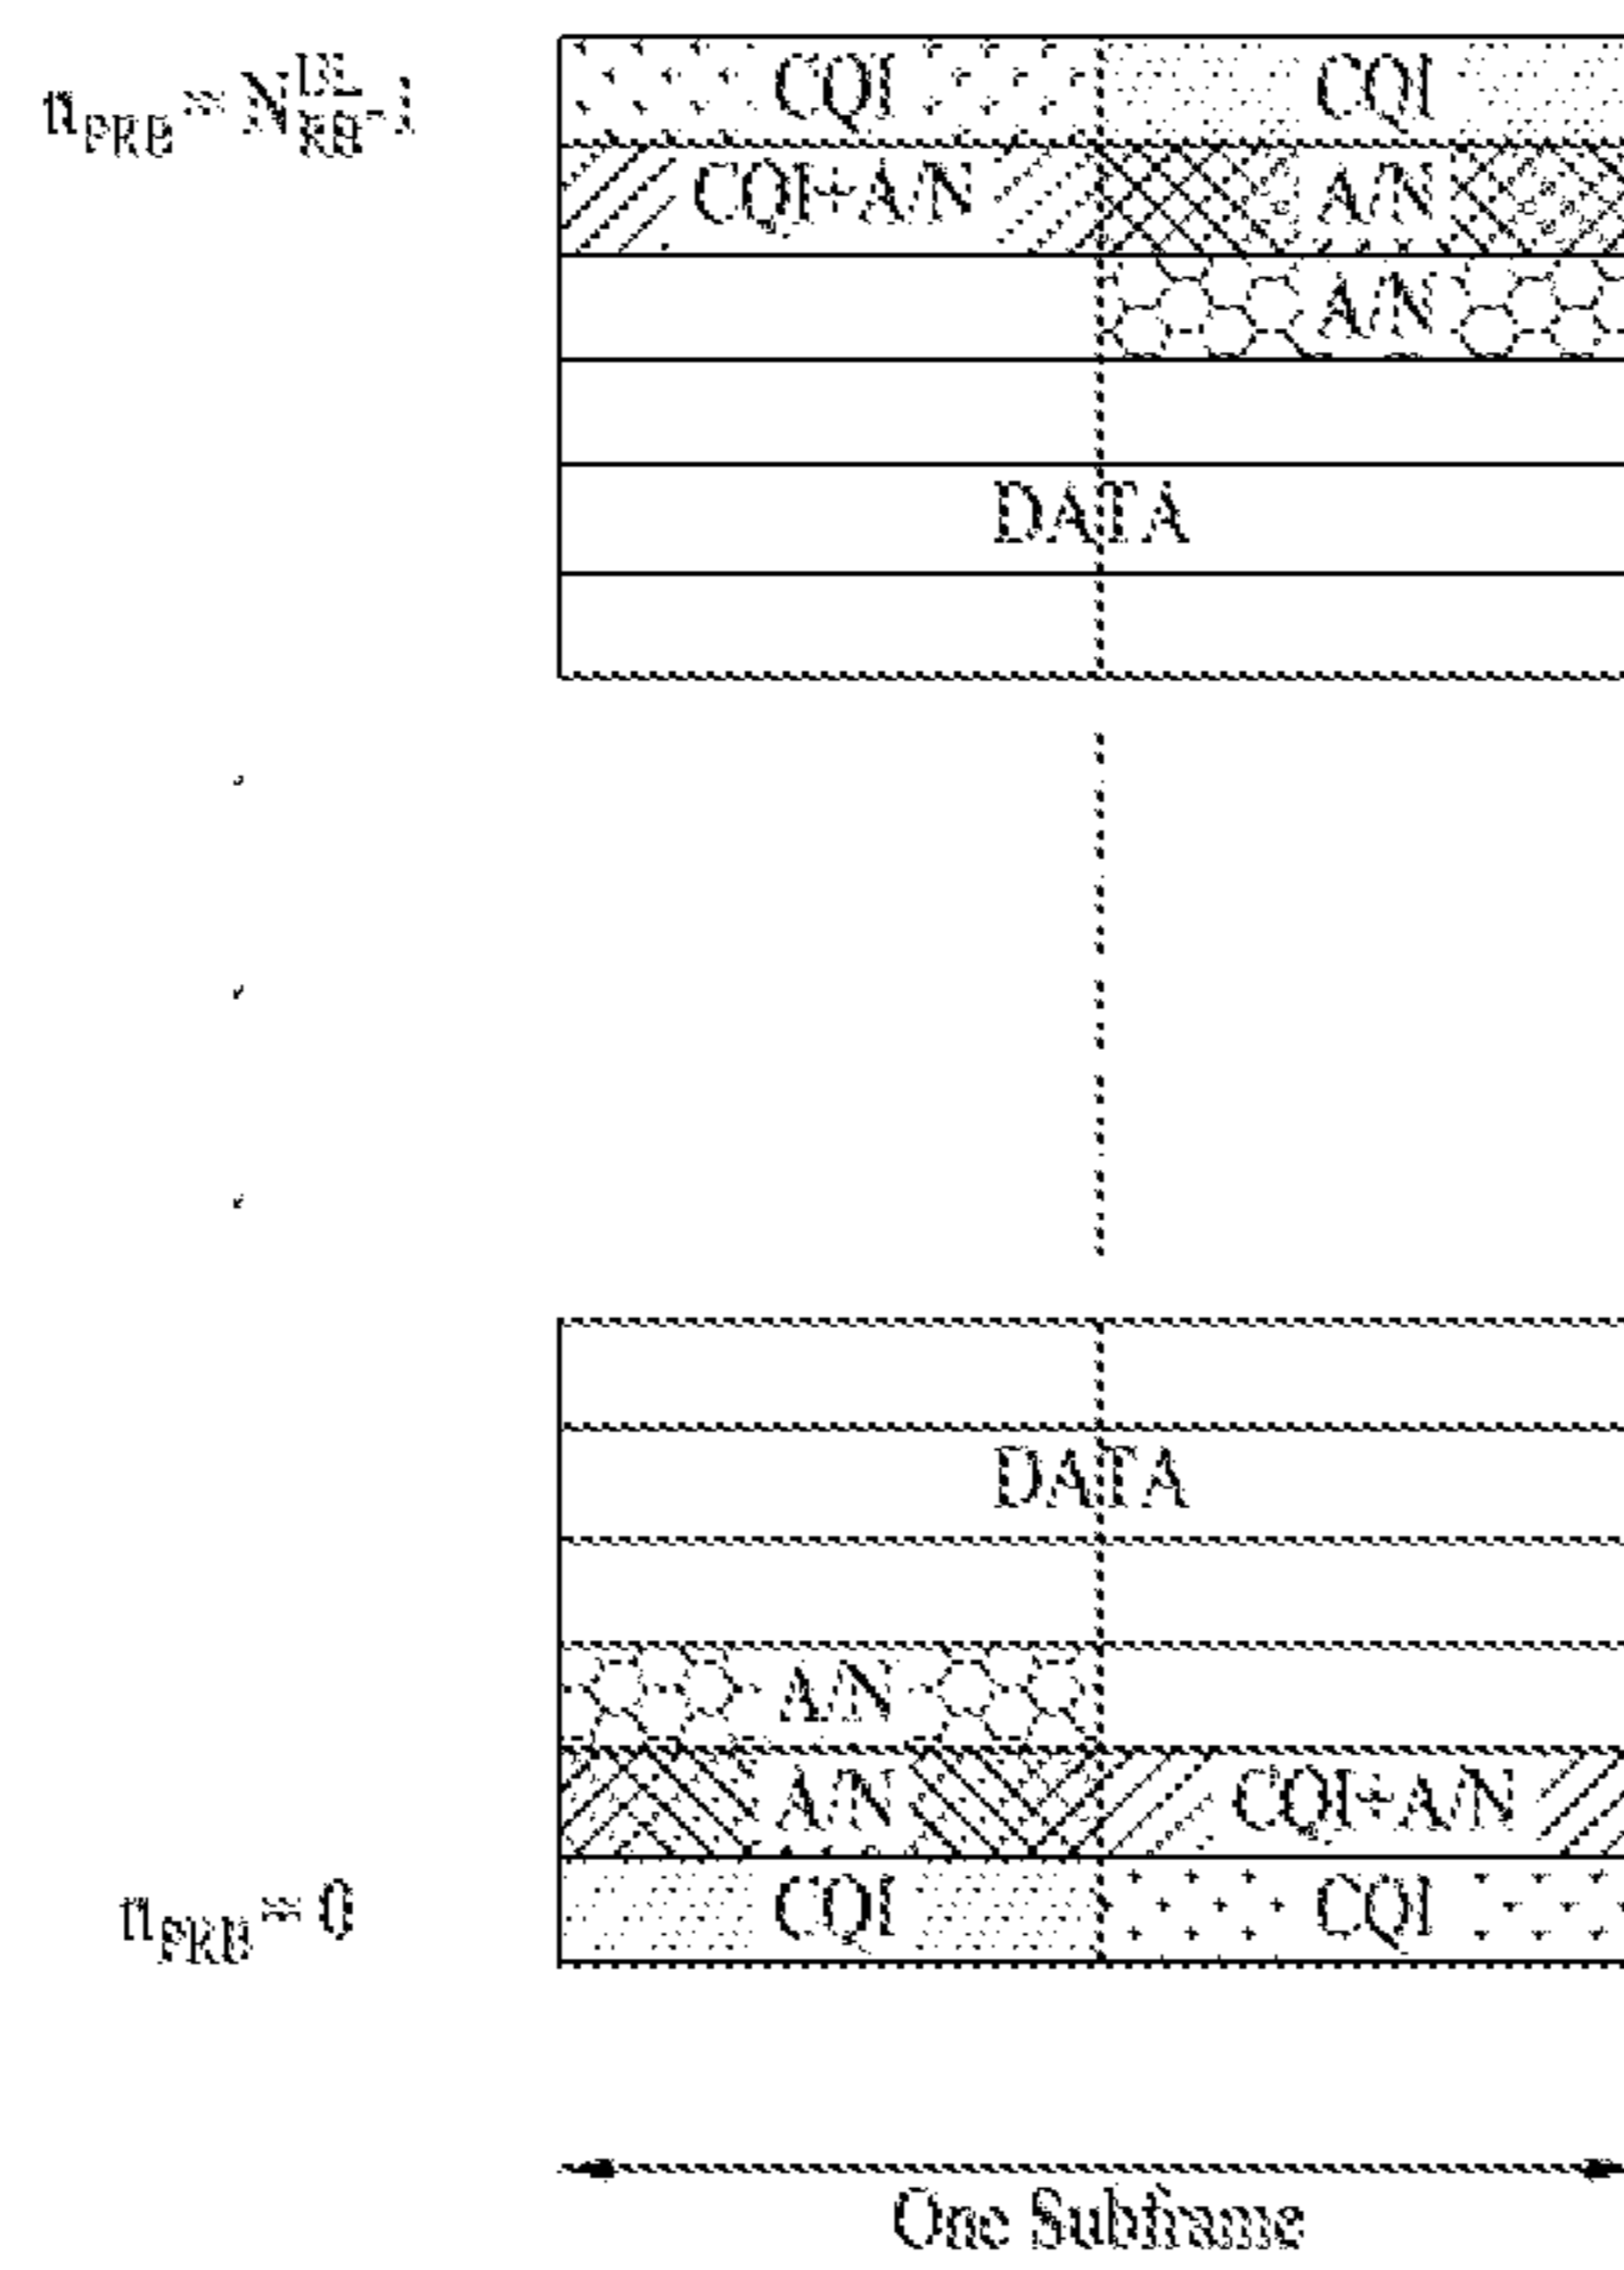 n_PRB = N_RB^UL - 1
CQI CQI
CQI+A/N A/N
A/N
DATA
DATA
A/N
A/N CQI+A/N
n_PRB = 0
CQI CQI
One Subframe